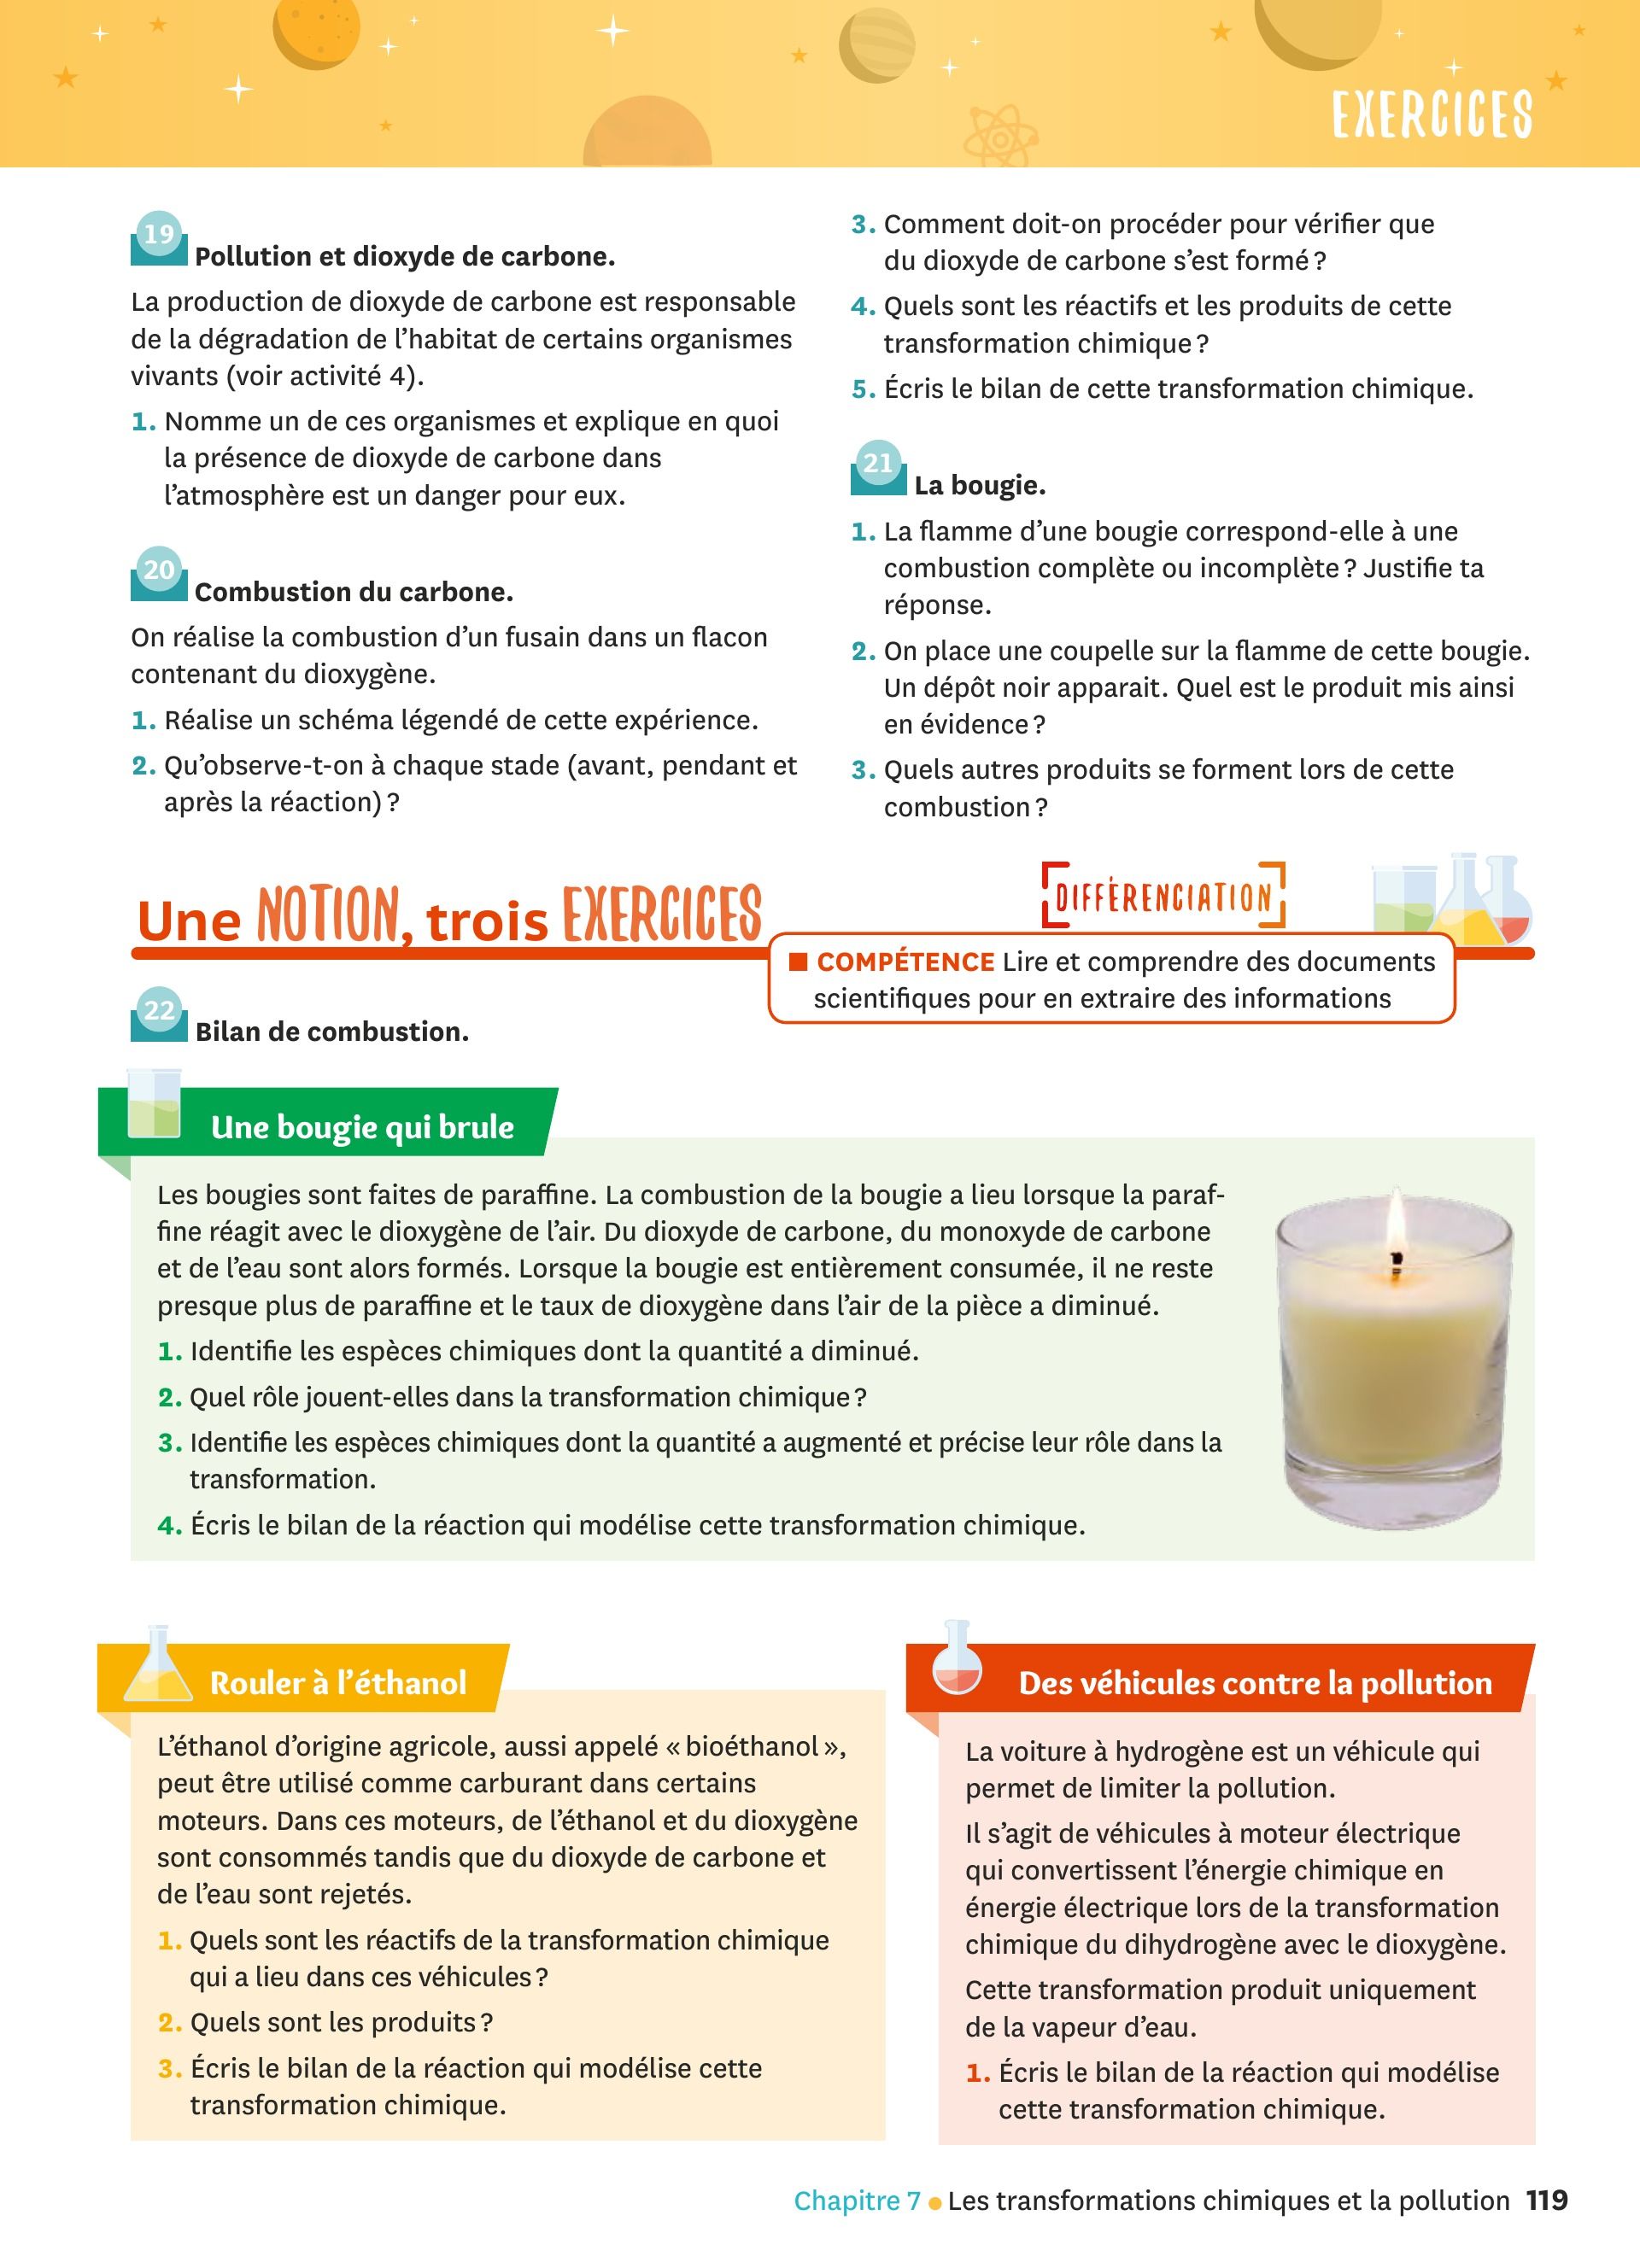 EXERCICES
19 Pollution et dioxyde de carbone.
La production de dioxyde de carbone est responsable
de la dégradation de l'habitat de certains organismes
vivants (voir activité 4).
1. Nomme un de ces organismes et explique en quoi
la présence de dioxyde de carbone dans
l'atmosphère est un danger pour eux.
20 Combustion du carbone.
On réalise la combustion d'un fusain dans un flacon
contenant du dioxygène.
1. Réalise un schéma légendé de cette expérience.
2. Qu'observe-t-on à chaque stade (avant, pendant et
après la réaction) ?
3. Comment doit-on procéder pour vérifier que
du dioxyde de carbone s'est formé ?
4. Quels sont les réactifs et les produits de cette
transformation chimique ?
5. Écris le bilan de cette transformation chimique.
21 La bougie.
1. La flamme d'une bougie correspond-elle à une
combustion complète ou incomplète ? Justifie ta
réponse.
2. On place une coupelle sur la flamme de cette bougie.
Un dépôt noir apparait. Quel est le produit mis ainsi
en évidence ?
3. Quels autres produits se forment lors de cette
combustion ?
Une NOTION, trois EXERCICES
DIFFÉRENCIATION
COMPÉTENCE Lire et comprendre des documents
scientifiques pour en extraire des informations
22 Bilan de combustion.
Une bougie qui brule
Les bougies sont faites de paraffine. La combustion de la bougie a lieu lorsque la paraf-
fine réagit avec le dioxygène de l'air. Du dioxyde de carbone, du monoxyde de carbone
et de l'eau sont alors formés. Lorsque la bougie est entièrement consumée, il ne reste
presque plus de paraffine et le taux de dioxygène dans l'air de la pièce a diminué.
1. Identifie les espèces chimiques dont la quantité a diminué.
2. Quel rôle jouent-elles dans la transformation chimique ?
3. Identifie les espèces chimiques dont la quantité a augmenté et précise leur rôle dans la
transformation.
4. Écris le bilan de la réaction qui modélise cette transformation chimique.
Rouler à l'éthanol
L'éthanol d'origine agricole, aussi appelé « bioéthanol »,
peut être utilisé comme carburant dans certains
moteurs. Dans ces moteurs, de l'éthanol et du dioxygène
sont consommés tandis que du dioxyde de carbone et
de l'eau sont rejetés.
1. Quels sont les réactifs de la transformation chimique
qui a lieu dans ces véhicules ?
2. Quels sont les produits ?
3. Écris le bilan de la réaction qui modélise cette
transformation chimique.
Des véhicules contre la pollution
La voiture à hydrogène est un véhicule qui
permet de limiter la pollution.
Il s'agit de véhicules à moteur électrique
qui convertissent l'énergie chimique en
énergie électrique lors de la transformation
chimique du dihydrogène avec le dioxygène.
Cette transformation produit uniquement
de la vapeur d'eau.
1. Écris le bilan de la réaction qui modélise
cette transformation chimique.
Chapitre 7 • Les transformations chimiques et la pollution 119